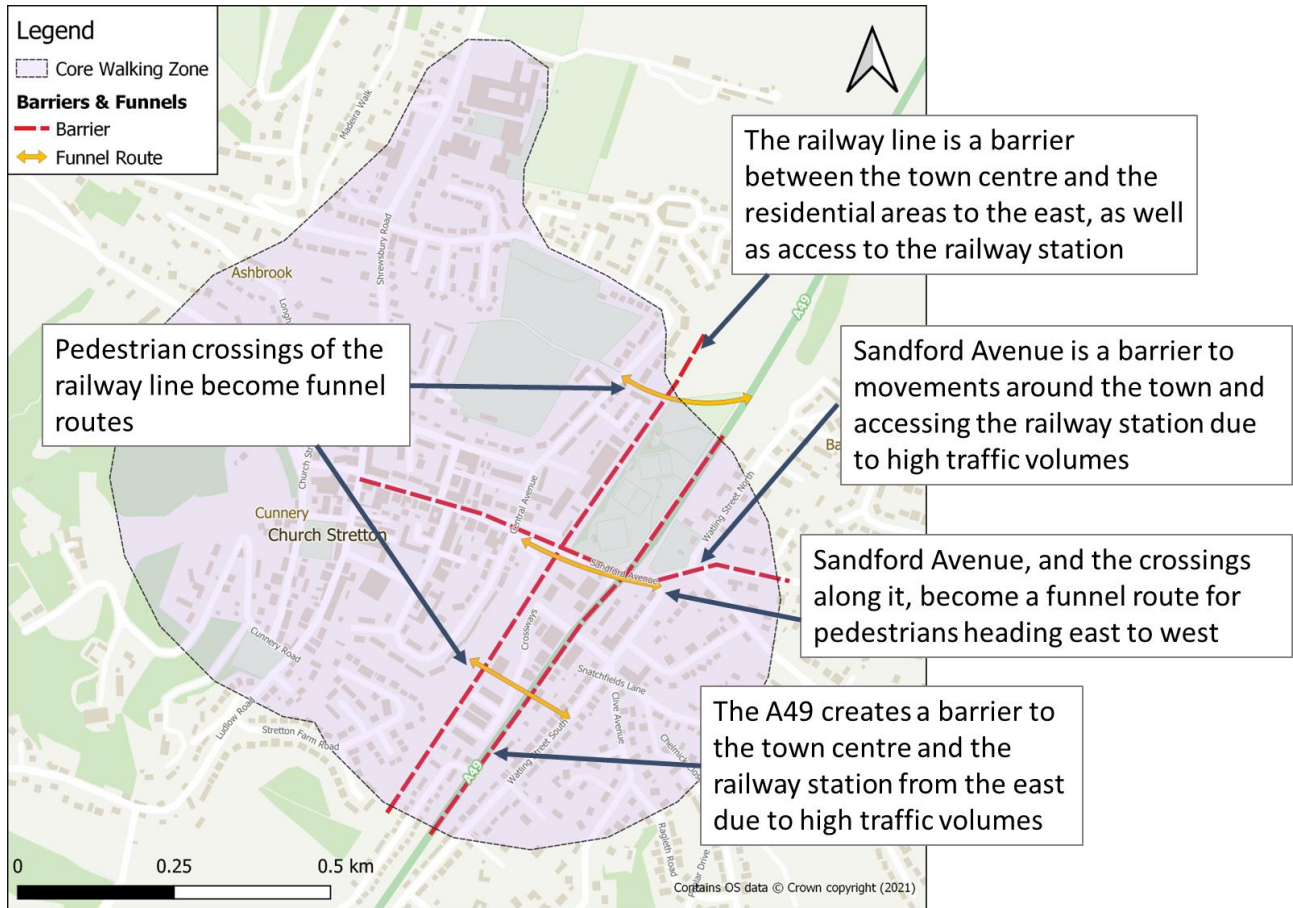 Legend
Core Walking Zone
Barriers & Funnels
Barrier
Funnel Route
The railway line is a barrier
between the town centre and the
residential areas to the east, as well
as access to the railway station
Pedestrian crossings of the
railway line become funnel
routes
Sandford Avenue is a barrier to
movements around the town and
accessing the railway station due
to high traffic volumes
Sandford Avenue, and the crossings
along it, become a funnel route for
pedestrians heading east to west
The A49 creates a barrier to
the town centre and the
railway station from the east
due to high traffic volumes
Madeira Walk
Shrewsbury Road
Ashbrook
Longh
A49
Church Str
Central Avenue
Watling Street North
Ba
Cunnery
Church Stretton
Sandford Avenue
Crossways
Cunnery Road
Snatchfields Lane
Clive Avenue
Ludlow Road
Stretton Farm Road
Watling Street South
A49
Ragleth Road
Drive
0 0.25 0.5 km
Contains OS data © Crown copyright (2021)